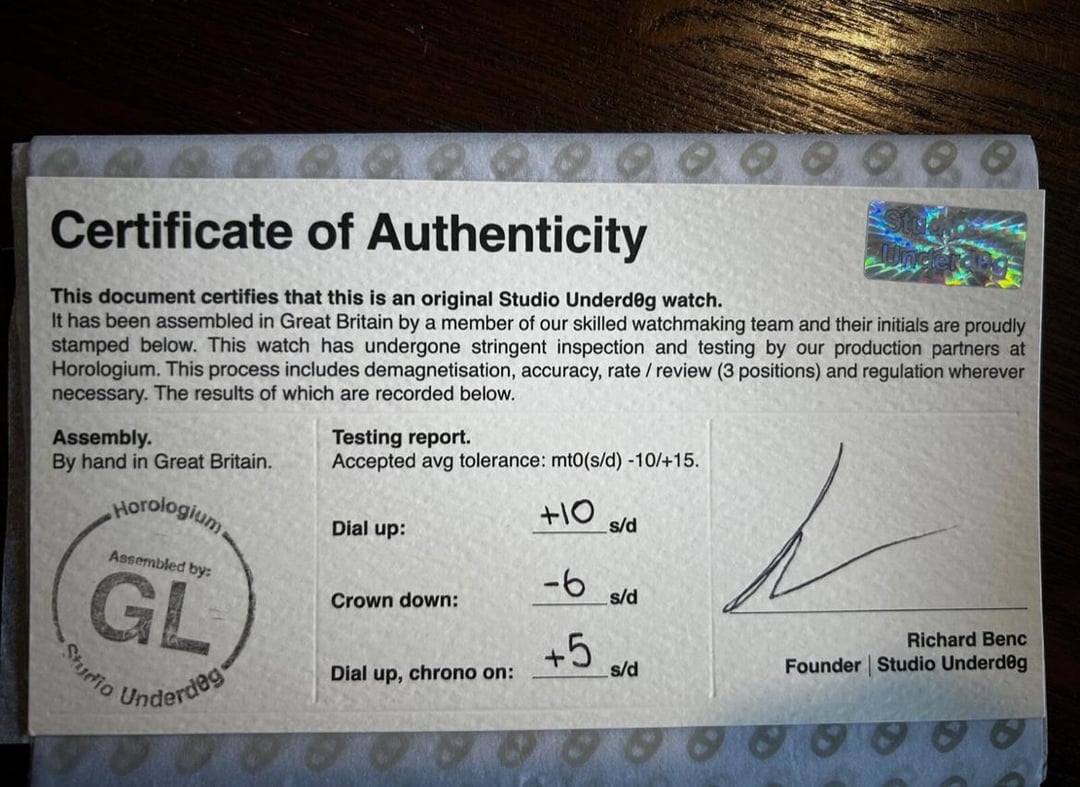 Certificate of Authenticity
Studio
Underdog
This document certifies that this is an original Studio Underd0g watch.
It has been assembled in Great Britain by a member of our skilled watchmaking team and their initials are proudly
stamped below. This watch has undergone stringent inspection and testing by our production partners at
Horologium. This process includes demagnetisation, accuracy, rate / review (3 positions) and regulation wherever
necessary. The results of which are recorded below.
Assembly.
By hand in Great Britain.
Horologium
Assembled by:
GL
Studio Underd0g
Testing report.
Accepted avg tolerance: mt0(s/d) -10/+15.
Dial up: +10 s/d
Crown down: -6 s/d
Dial up, chrono on: +5 s/d
Richard Benc
Founder | Studio Underd0g